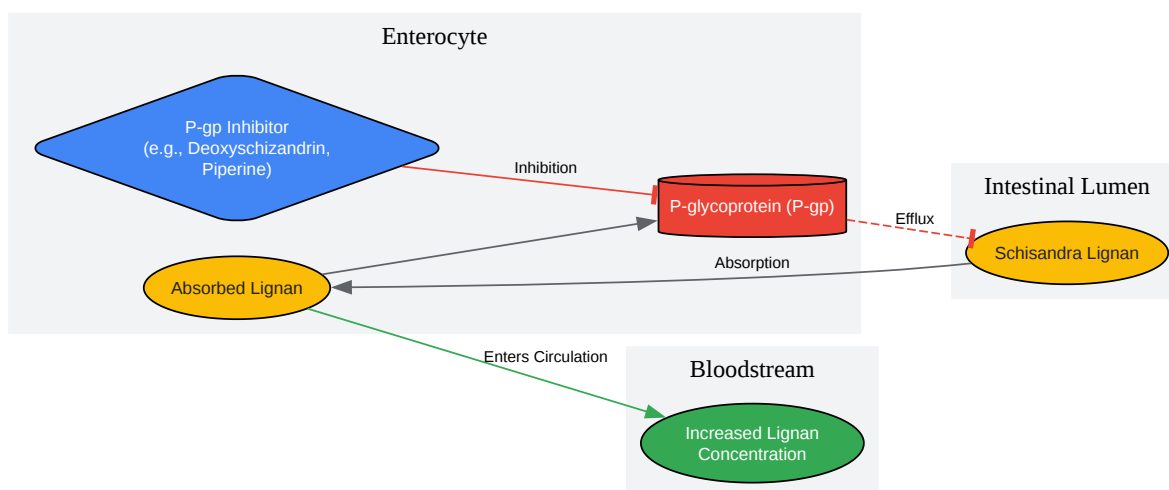 Enterocyte
P-gp Inhibitor
(e.g., Deoxyschizandrin,
Piperine)
Inhibition
P-glycoprotein (P-gp)
Efflux
Intestinal Lumen
Schisandra Lignan
Absorption
Absorbed Lignan
Enters Circulation
Bloodstream
Increased Lignan
Concentration